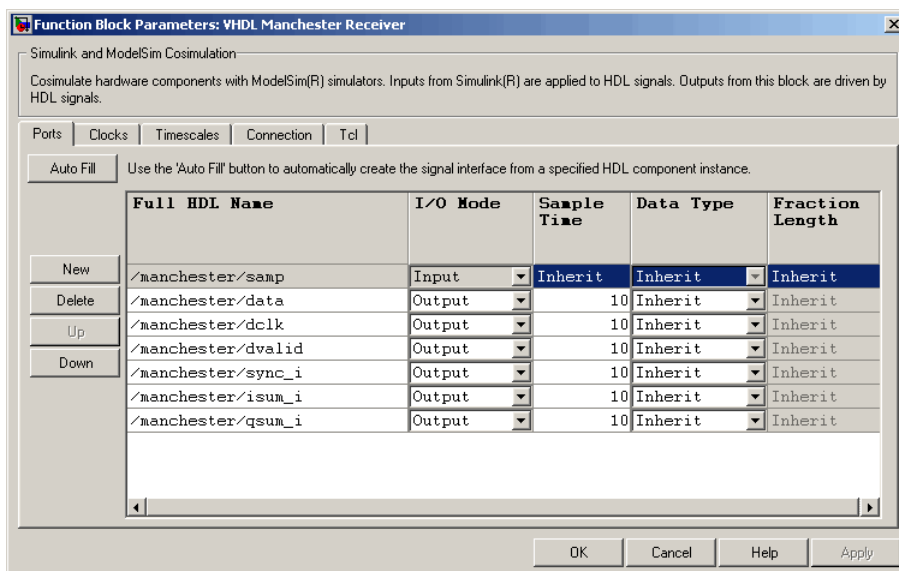 Function Block Parameters: VHDL Manchester Receiver
Simulink and ModelSim Cosimulation
Cosimulate hardware components with ModelSim(R) simulators. Inputs from Simulink(R) are applied to HDL signals. Outputs from this block are driven by
HDL signals.
Ports Clocks Timescales Connection Tcl
Auto Fill Use the 'Auto Fill' button to automatically create the signal interface from a specified HDL component instance.
Full HDL Name I/O Mode Sample Time Data Type Fraction Length
New
/manchester/samp Input Inherit Inherit Inherit
Delete
/manchester/data Output 10 Inherit Inherit
Up
/manchester/dclk Output 10 Inherit Inherit
/manchester/dvalid Output 10 Inherit Inherit
Down
/manchester/sync_i Output 10 Inherit Inherit
/manchester/isum_i Output 10 Inherit Inherit
/manchester/qsum_i Output 10 Inherit Inherit
OK Cancel Help Apply